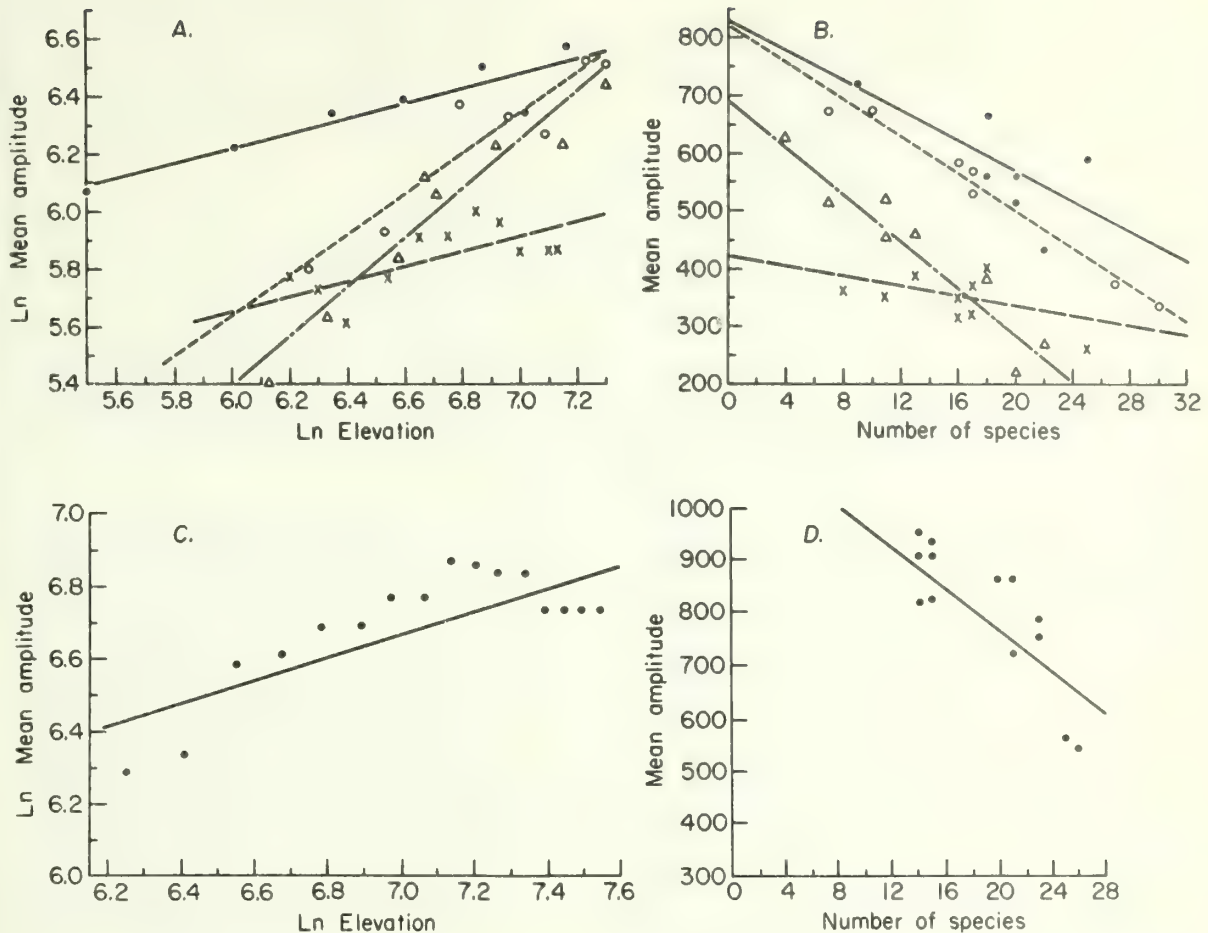 A.
Ln Mean amplitude
6.6
6.4
6.2
6.0
5.8
5.6
5.4
5.6 5.8 6.0 6.2 6.4 6.6 6.8 7.0 7.2
Ln Elevation
B.
Mean amplitude
800
700
600
500
400
300
200
0 4 8 12 16 20 24 28 32
Number of species
C.
Ln Mean amplitude
7.0
6.8
6.6
6.4
6.2
6.0
6.2 6.4 6.6 6.8 7.0 7.2 7.4 7.6
Ln Elevation
D.
Mean amplitude
1000
900
800
700
600
500
400
300
0 4 8 12 16 20 24 28
Number of species